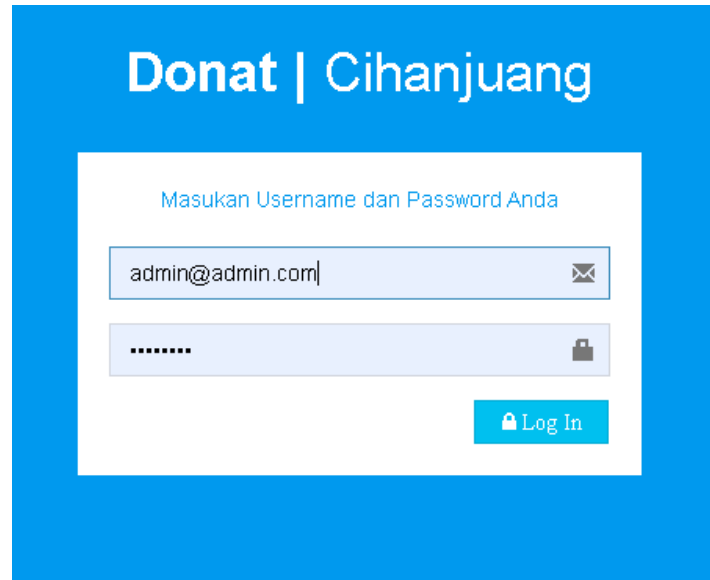 Donat | Cihanjuang
Masukan Username dan Password Anda
admin@admin.com
••••••••
Log In